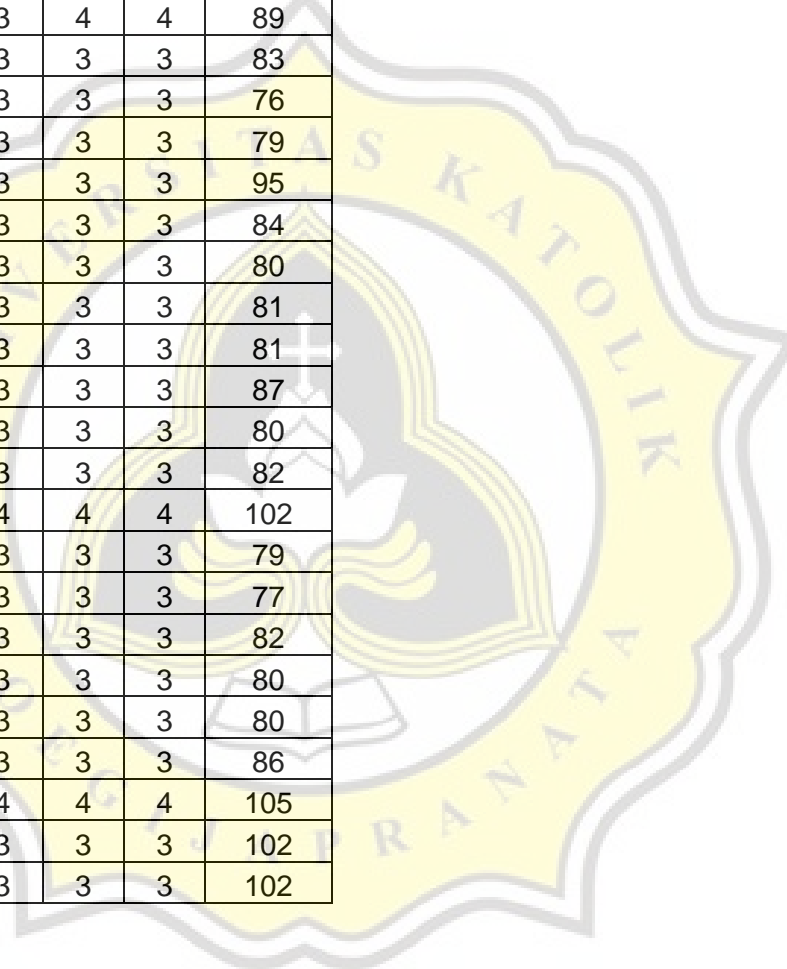 3 4 4 89
3 3 3 83
3 3 3 76
3 3 3 79
3 3 3 95
3 3 3 84
3 3 3 80
3 3 3 81
3 3 3 81
3 3 3 87
3 3 3 80
3 3 3 82
4 4 4 102
3 3 3 79
3 3 3 77
3 3 3 82
3 3 3 80
3 3 3 80
3 3 3 86
4 4 4 105
3 3 3 102
3 3 3 102
IVERSITAS KATOLIK
OEGIJAPRANATA